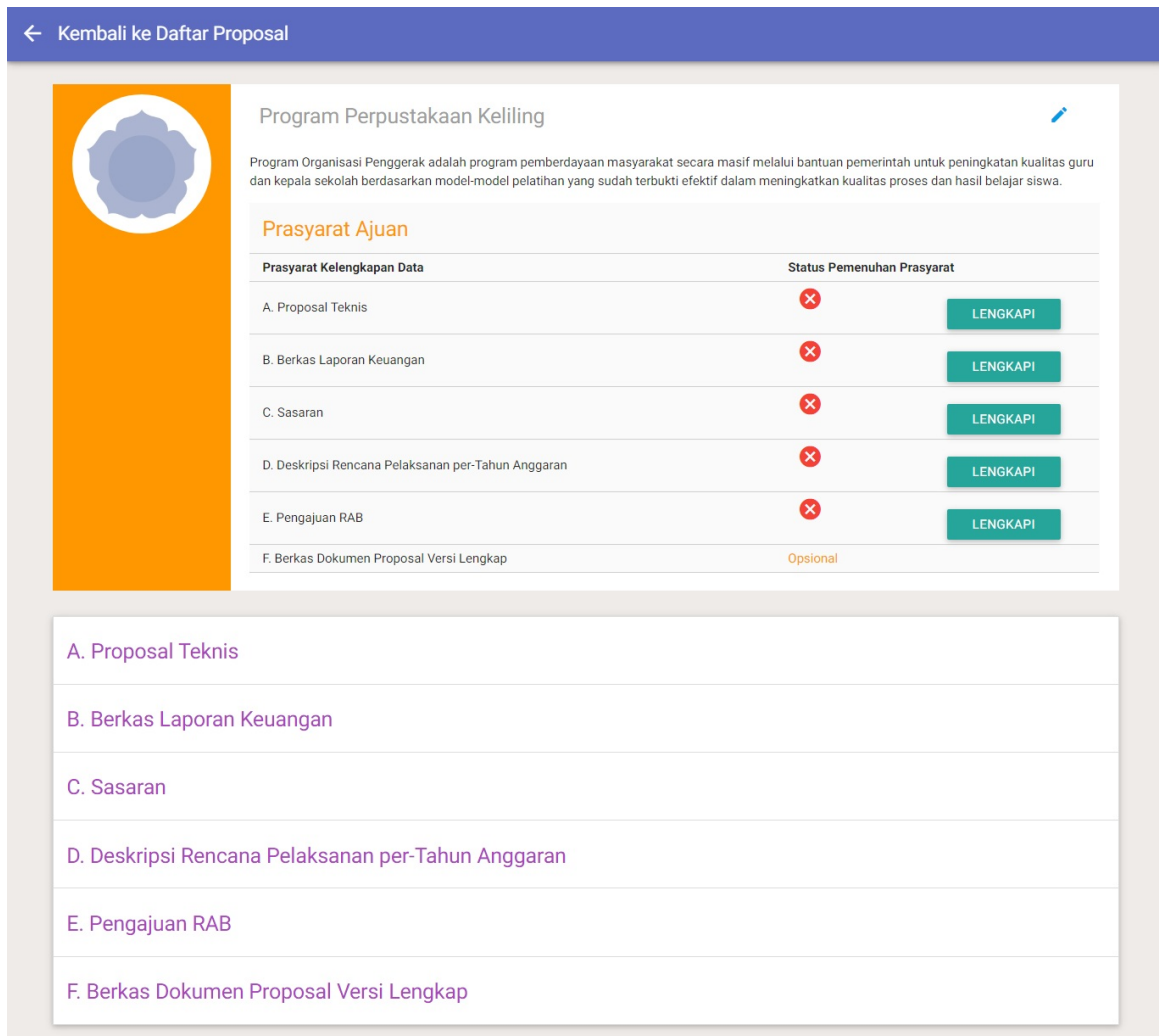 Kembali ke Daftar Proposal
Program Perpustakaan Keliling
Program Organisasi Penggerak adalah program pemberdayaan masyarakat secara masif melalui bantuan pemerintah untuk peningkatan kualitas guru
dan kepala sekolah berdasarkan model-model pelatihan yang sudah terbukti efektif dalam meningkatkan kualitas proses dan hasil belajar siswa.
Prasyarat Ajuan
Prasyarat Kelengkapan Data Status Pemenuhan Prasyarat
A. Proposal Teknis LENGKAPI
B. Berkas Laporan Keuangan LENGKAPI
C. Sasaran LENGKAPI
D. Deskripsi Rencana Pelaksanan per-Tahun Anggaran LENGKAPI
E. Pengajuan RAB LENGKAPI
F. Berkas Dokumen Proposal Versi Lengkap Opsional
A. Proposal Teknis
B. Berkas Laporan Keuangan
C. Sasaran
D. Deskripsi Rencana Pelaksanan per-Tahun Anggaran
E. Pengajuan RAB
F. Berkas Dokumen Proposal Versi Lengkap